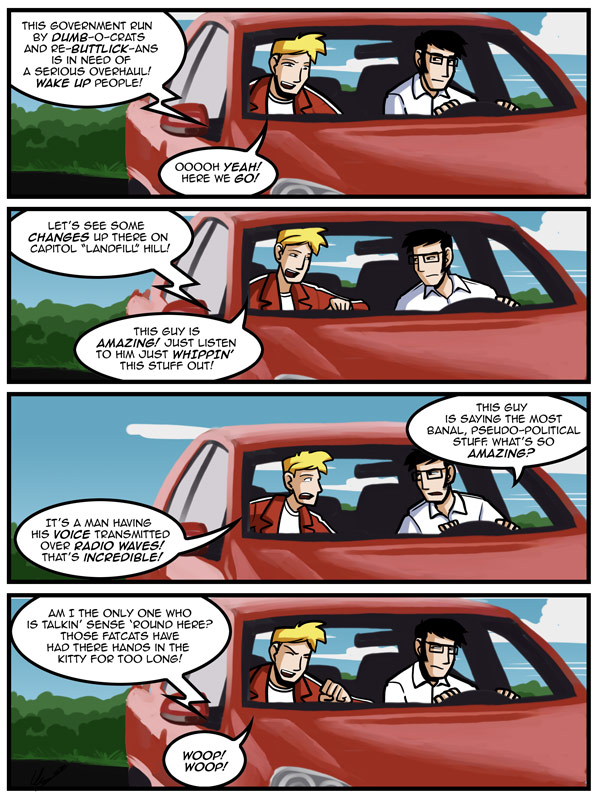 THIS GOVERNMENT RUN
BY DUMB-O-CRATS
AND RE-BUTTLICK-ANS
IS IN NEED OF
A SERIOUS OVERHAUL!
WAKE UP PEOPLE!
OOOOH YEAH!
HERE WE GO!
LET'S SEE SOME
CHANGES UP THERE ON
CAPITOL "LANDFILL" HILL!
THIS GUY IS
AMAZING! JUST LISTEN
TO HIM JUST WHIPPIN'
THIS STUFF OUT!
THIS GUY
IS SAYING THE MOST
BANAL, PSEUDO-POLITICAL
STUFF. WHAT'S SO
AMAZING?
IT'S A MAN HAVING
HIS VOICE TRANSMITTED
OVER RADIO WAVES!
THAT'S INCREDIBLE!
AM I THE ONLY ONE WHO
IS TALKIN' SENSE 'ROUND HERE?
THOSE FATCATS HAVE
HAD THERE HANDS IN THE
KITTY FOR TOO LONG!
WOOP!
WOOP!